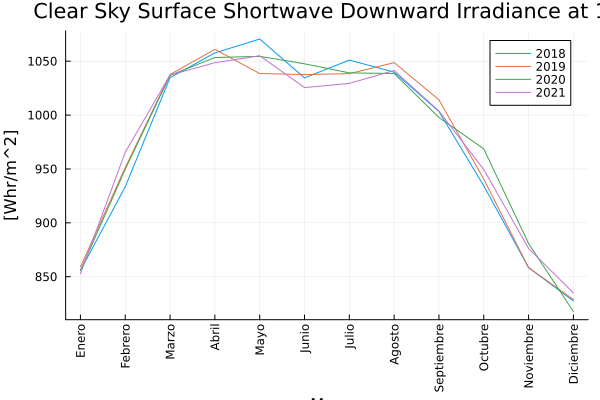 Clear Sky Surface Shortwave Downward Irradiance at
[Whr/m^2]
1050
1000
950
900
850
2018
2019
2020
2021
Enero
Febrero
Marzo
Abril
Mayo
Junio
Julio
Agosto
Septiembre
Octubre
Noviembre
Diciembre